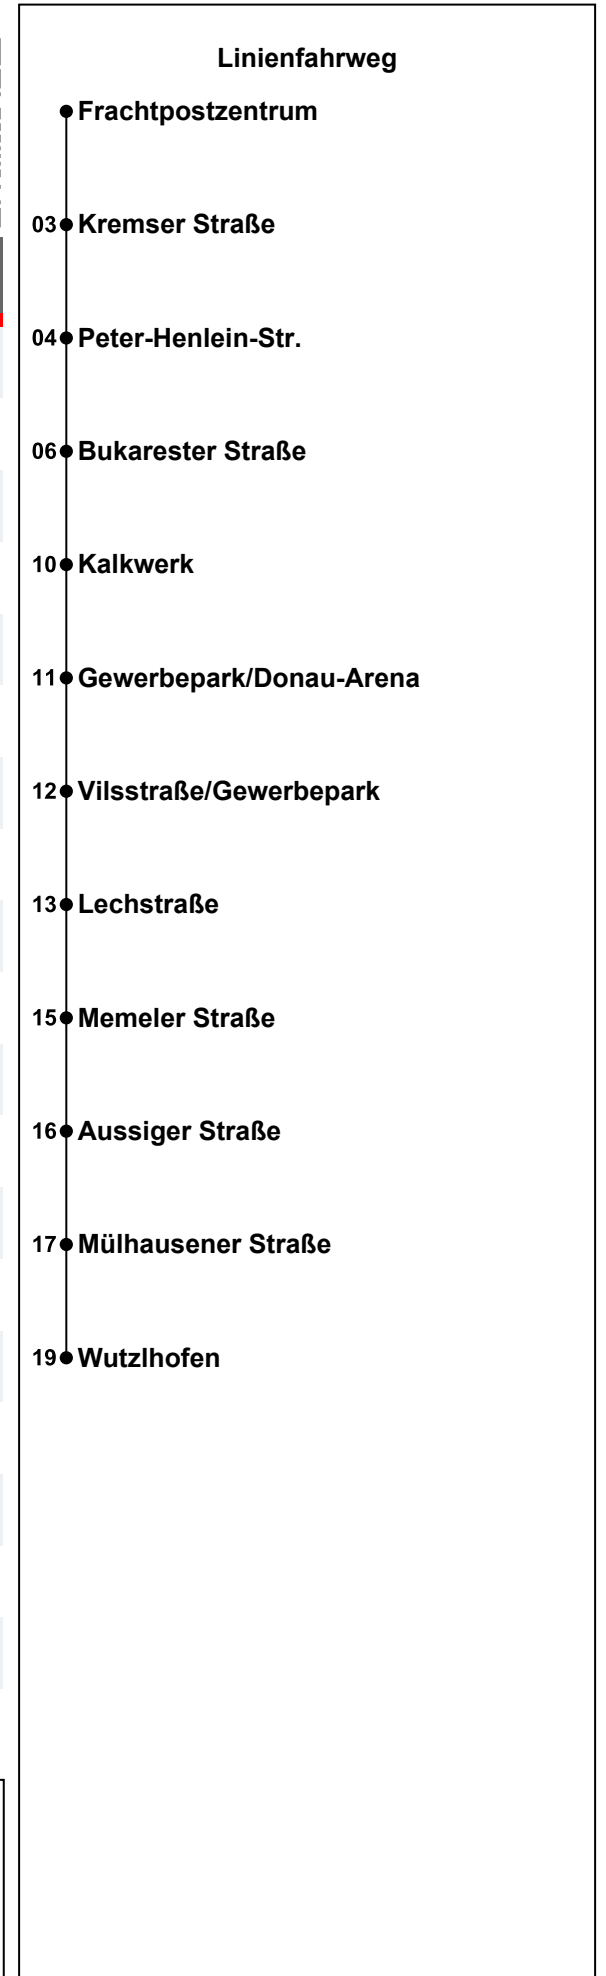 Linienfahrweg
Frachtpostzentrum
03 Kremser Straße
04 Peter-Henlein-Str.
06 Bukarester Straße
10 Kalkwerk
11 Gewerbepark/Donau-Arena
12 Vilsstraße/Gewerbepark
13 Lechstraße
15 Memeler Straße
16 Aussiger Straße
17 Mülhausener Straße
19 Wutzlhofen